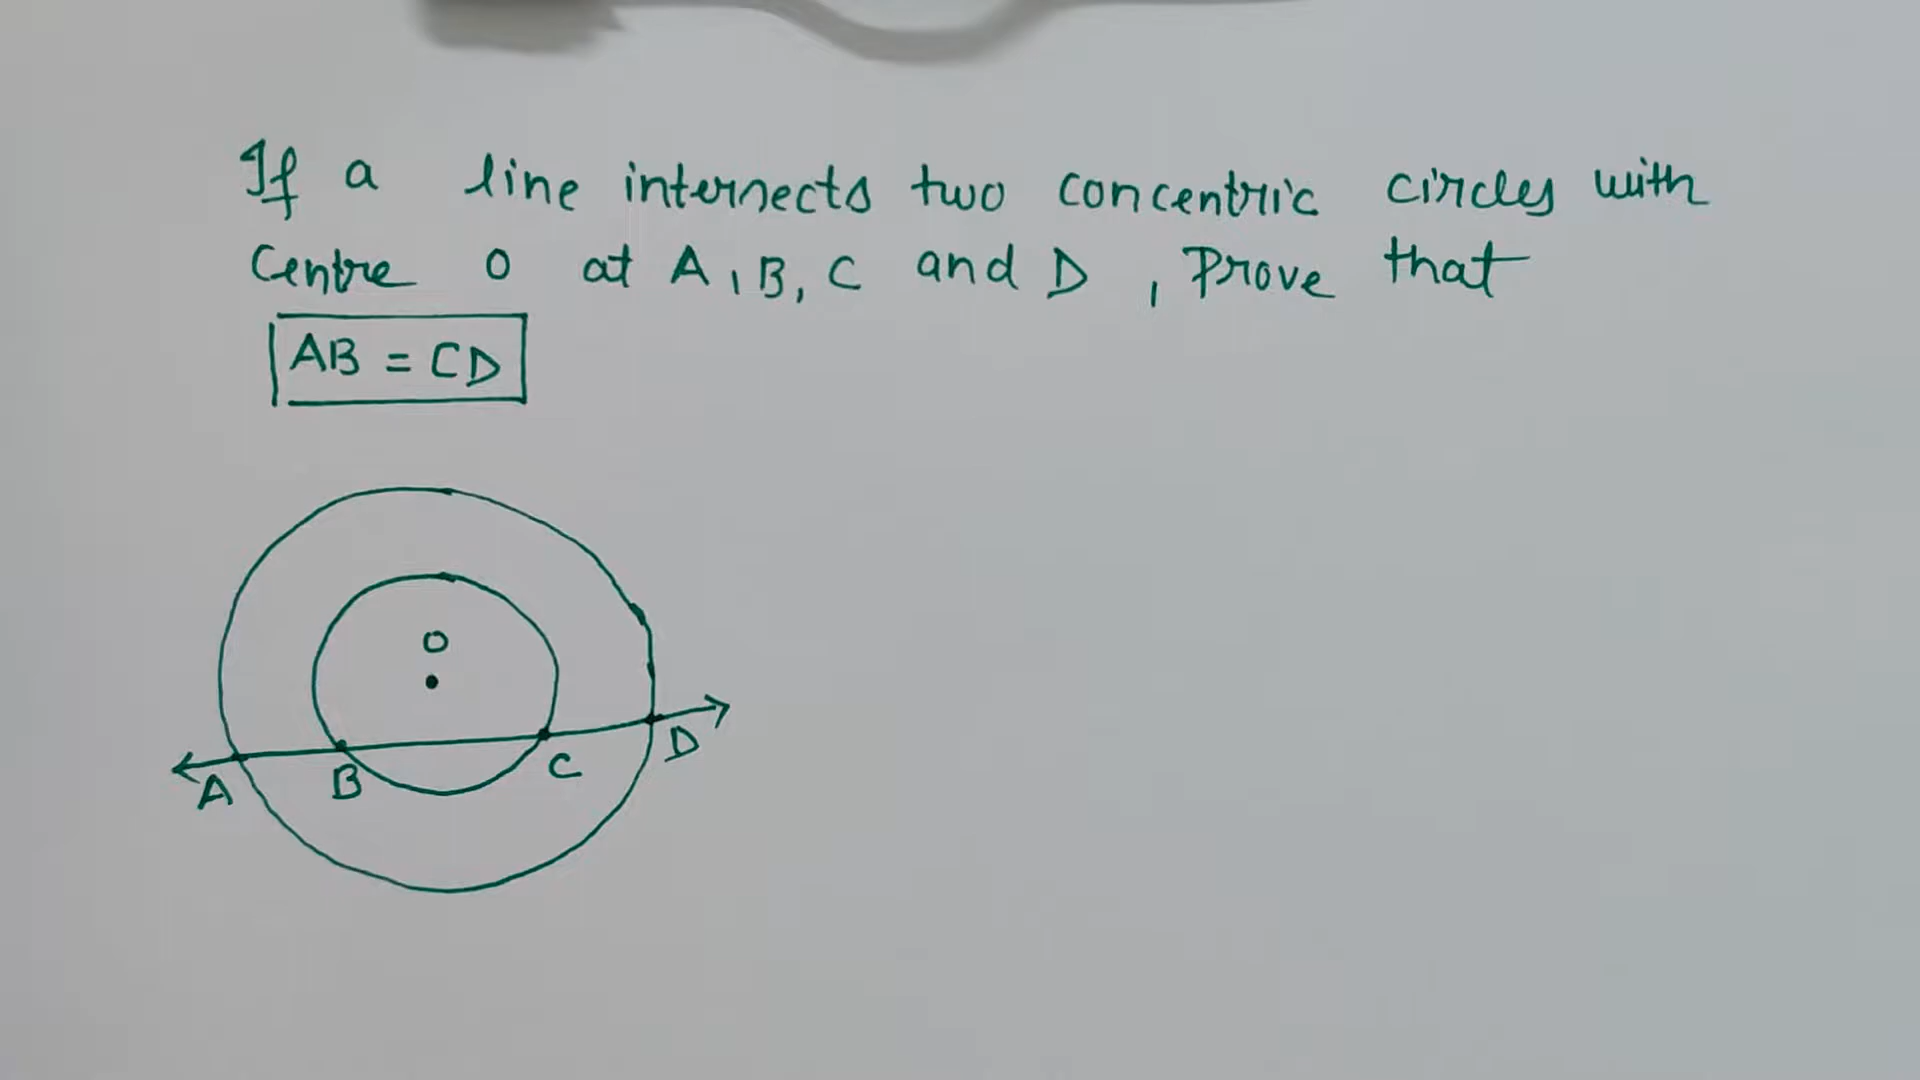 If a line intersects two concentric circles with
Centre O at A, B, C and D, Prove that
AB = CD
O
A B C D